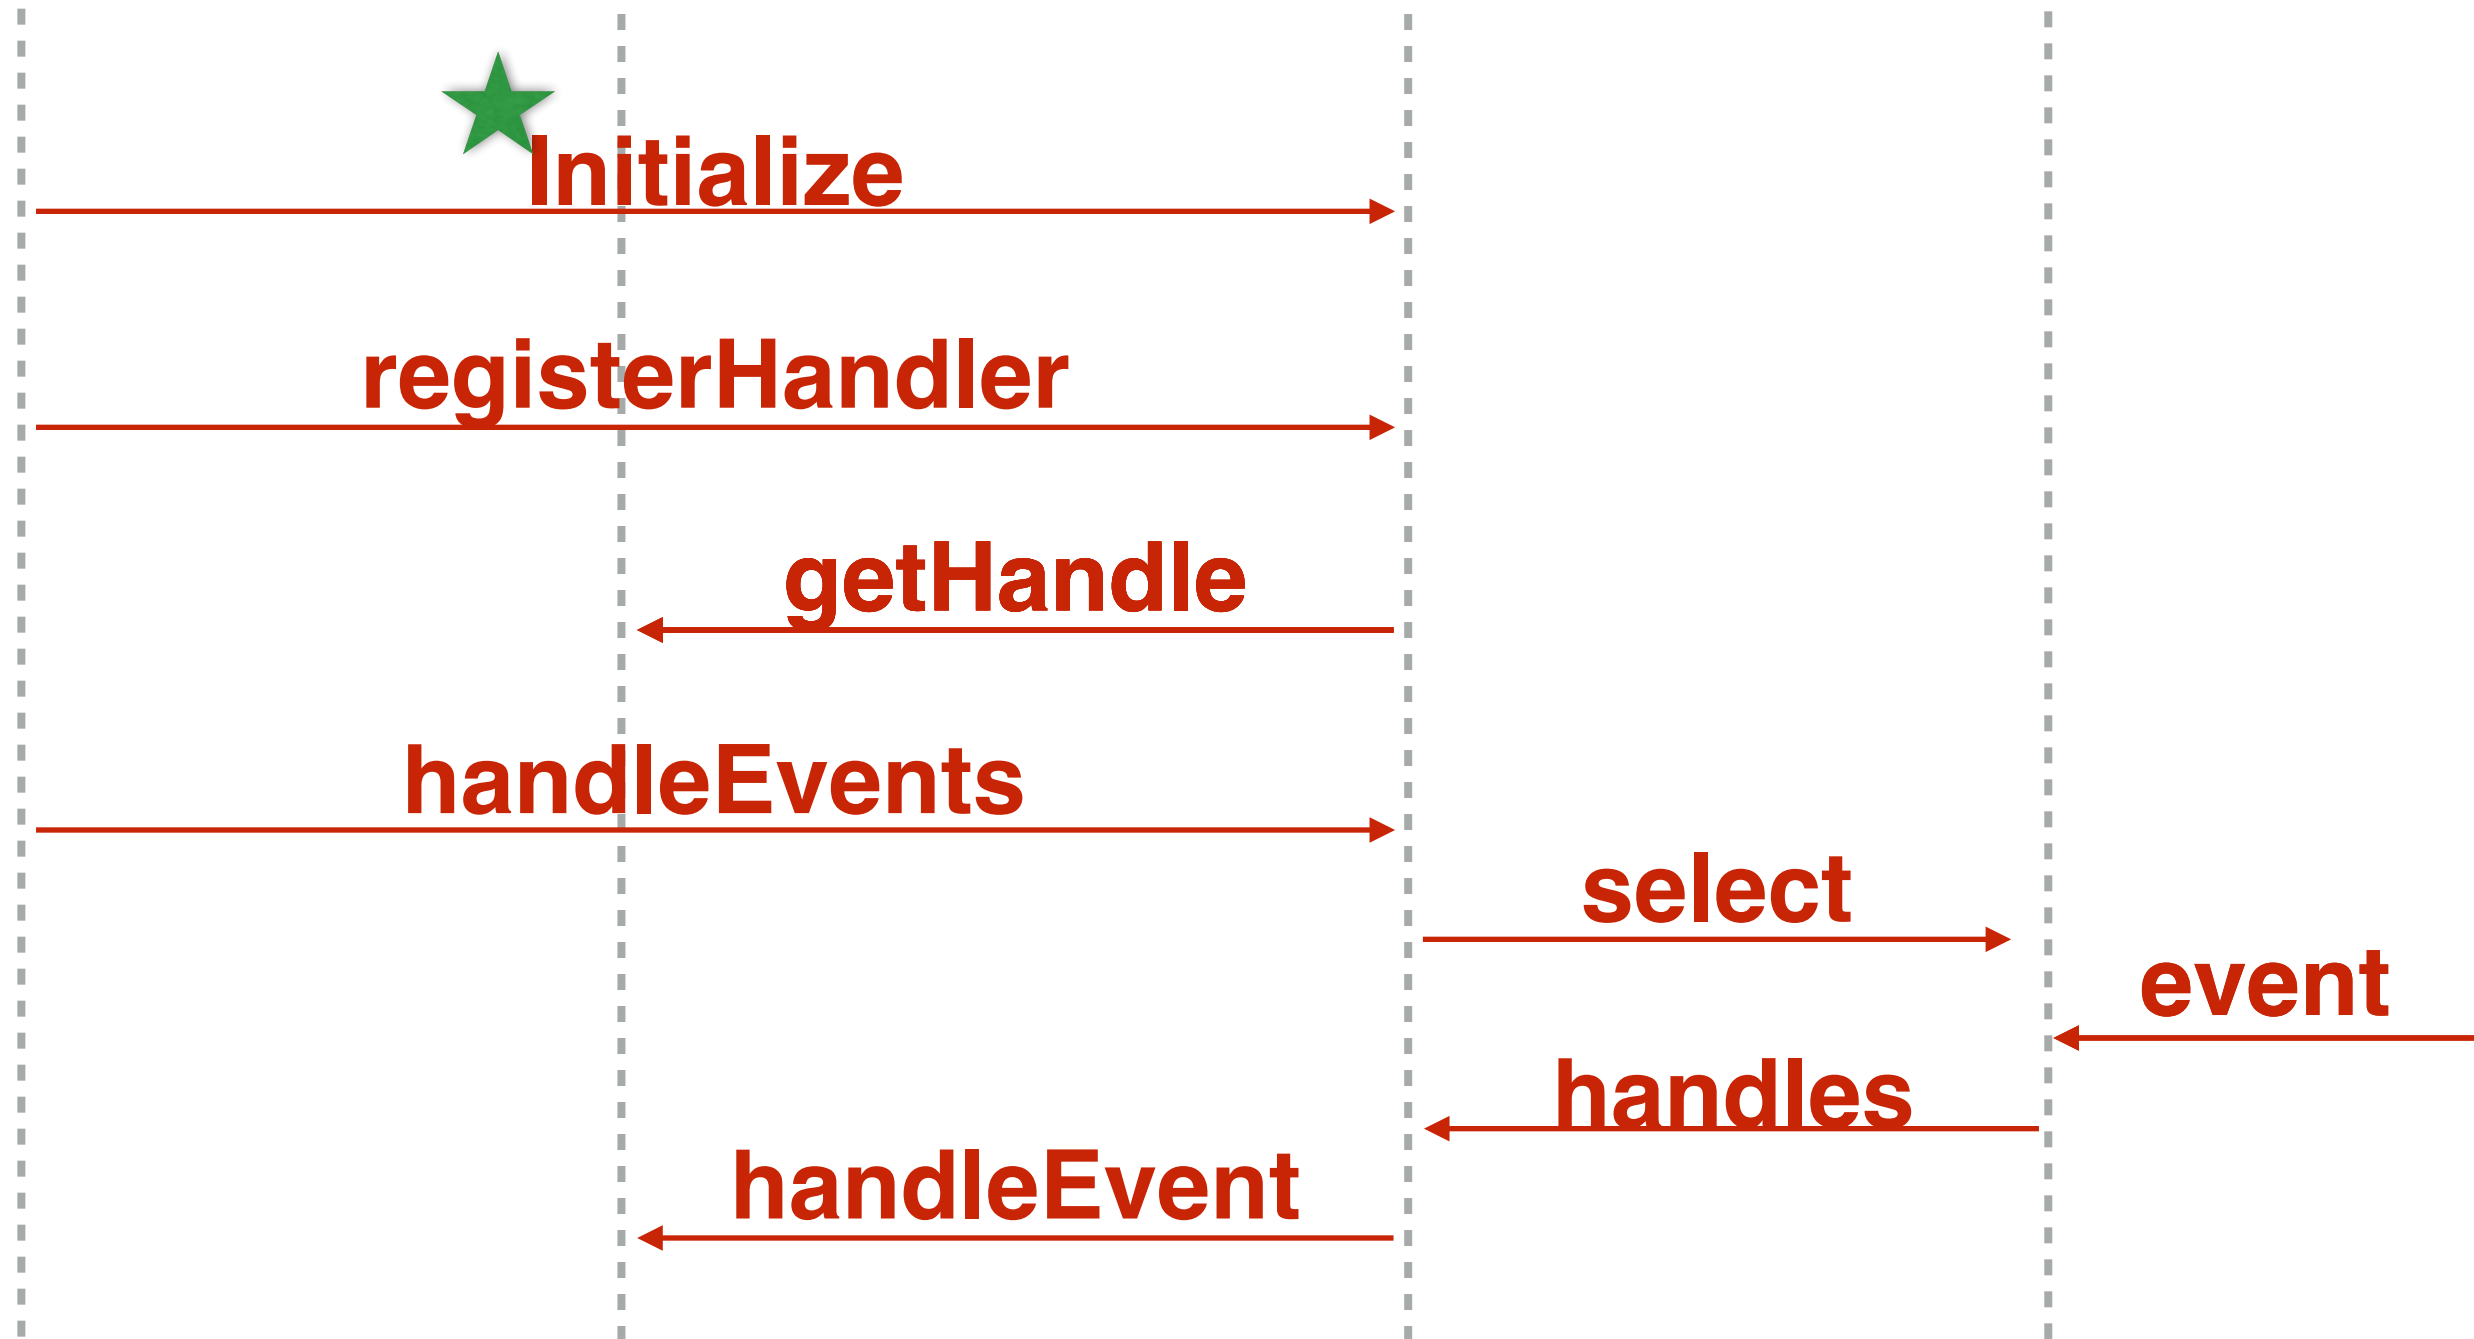 Initialize
registerHandler
getHandle
handleEvents
select
event
handles
handleEvent